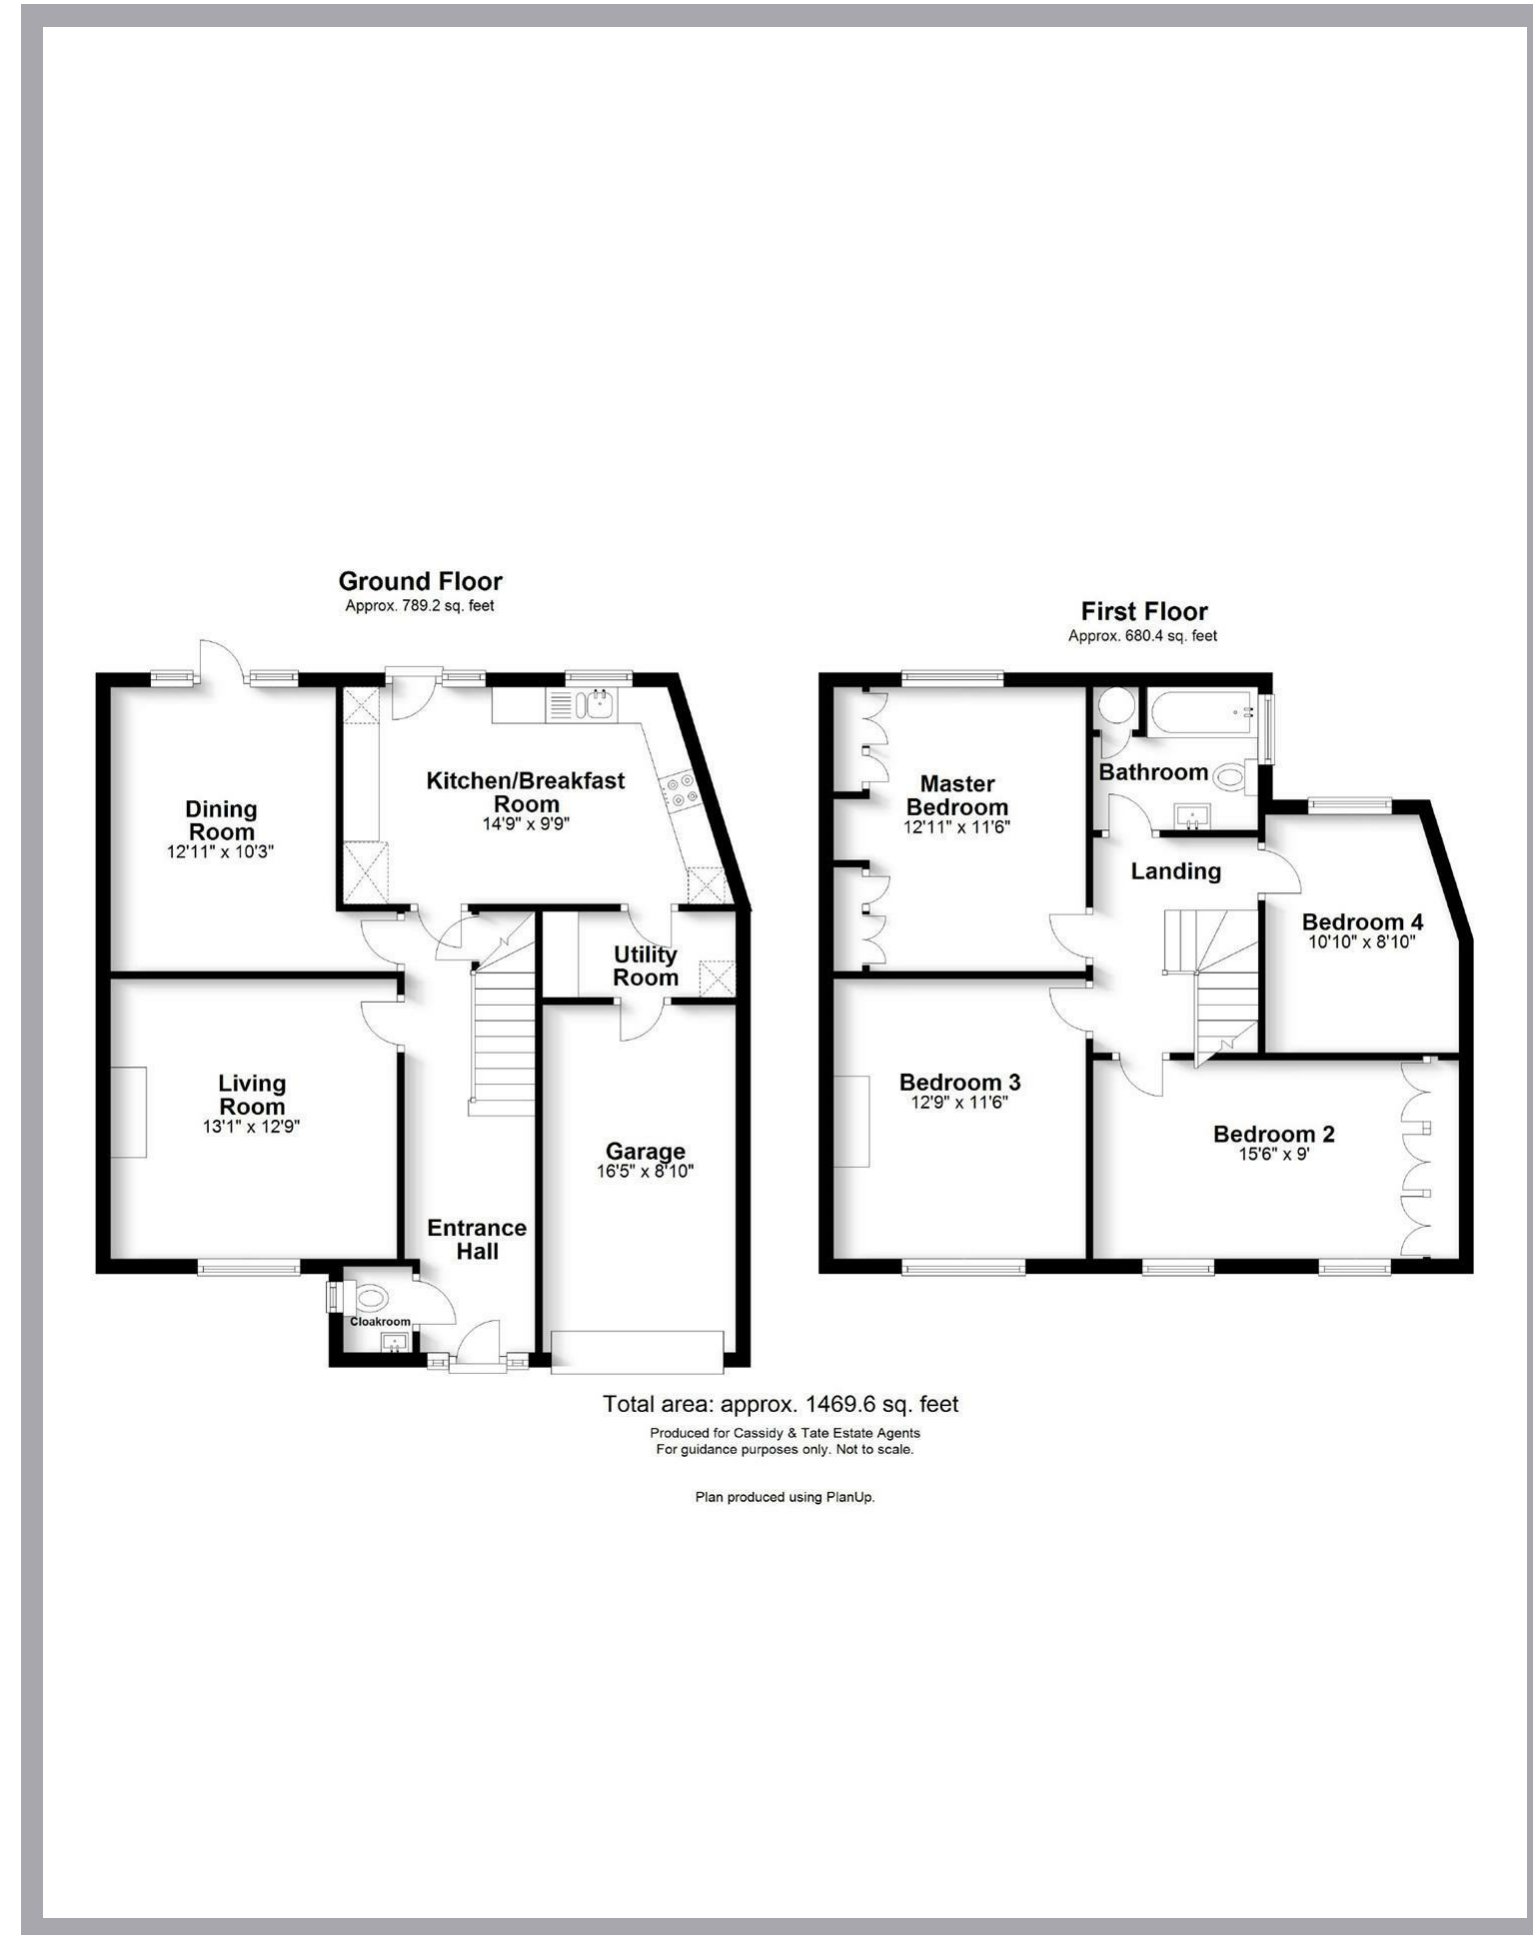 Ground Floor
Approx. 789.2 sq. feet
Dining
Room
12'11" x 10'3"
Kitchen/Breakfast
Room
14'9" x 9'9"
Utility
Room
Living
Room
13'1" x 12'9"
Garage
16'5" x 8'10"
Entrance
Hall
Cloakroom
First Floor
Approx. 680.4 sq. feet
Master
Bedroom
12'11" x 11'6"
Bathroom
Landing
Bedroom 4
10'10" x 8'10"
Bedroom 3
12'9" x 11'6"
Bedroom 2
15'6" x 9'
Total area: approx. 1469.6 sq. feet
Produced for Cassidy & Tate Estate Agents
For guidance purposes only. Not to scale.
Plan produced using PlanUp.